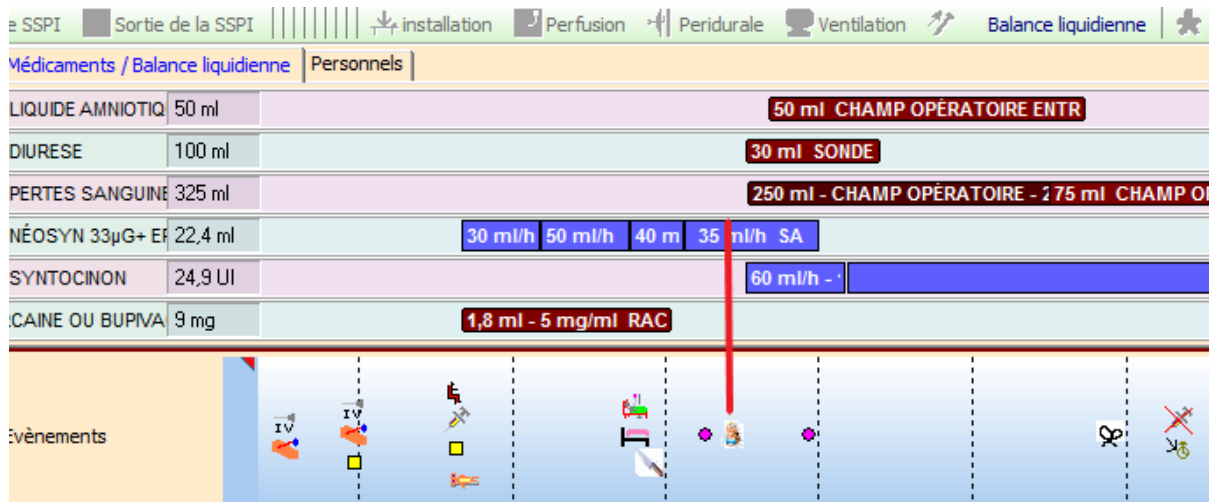 e SSPI Sortie de la SSPI installation Perfusion Peridurale Ventilation Balance liquidienne
Médicaments / Balance liquidienne Personnels
LIQUIDE AMNIOTIQ 50 ml 50 ml CHAMP OPÉRATOIRE ENTR
DIURESE 100 ml 30 ml SONDE
PERTES SANGUINE 325 ml 250 ml - CHAMP OPÉRATOIRE - 2 75 ml CHAMP O
NÉOSYN 33µG+ EF 22,4 ml 30 ml/h 50 ml/h 40 m 35 ml/h SA
SYNTOCINON 24,9 UI 60 ml/h -
CAINE OU BUPIVA 9 mg 1,8 ml - 5 mg/ml RAC
IV IV
Evènements